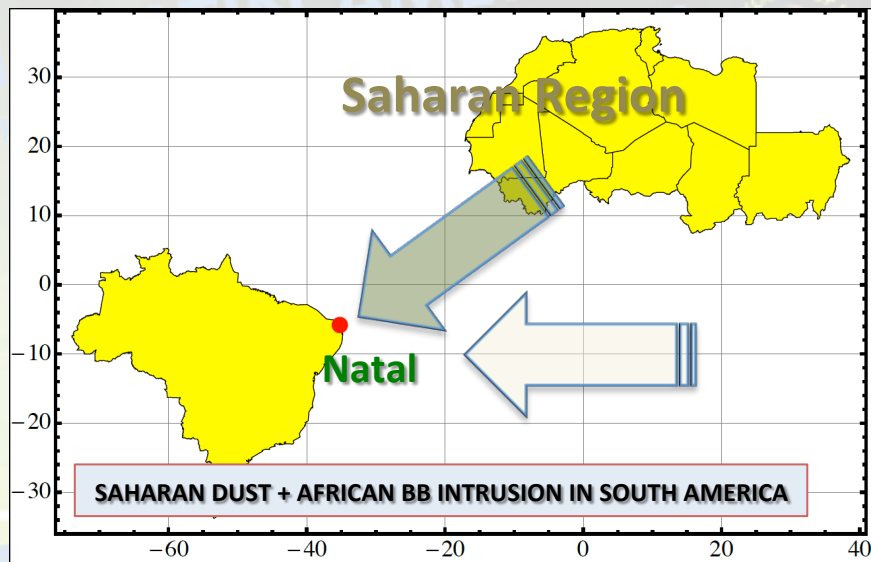 30
Saharan Region
20
10
0
−10
Natal
−20
−30
SAHARAN DUST + AFRICAN BB INTRUSION IN SOUTH AMERICA
−60 −40 −20 0 20 40